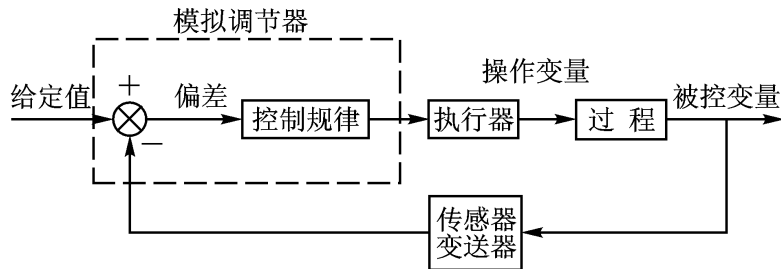 模拟调节器
给定值
+
偏差
控制规律
执行器
操作变量
过 程
被控变量
−
传感器
变送器